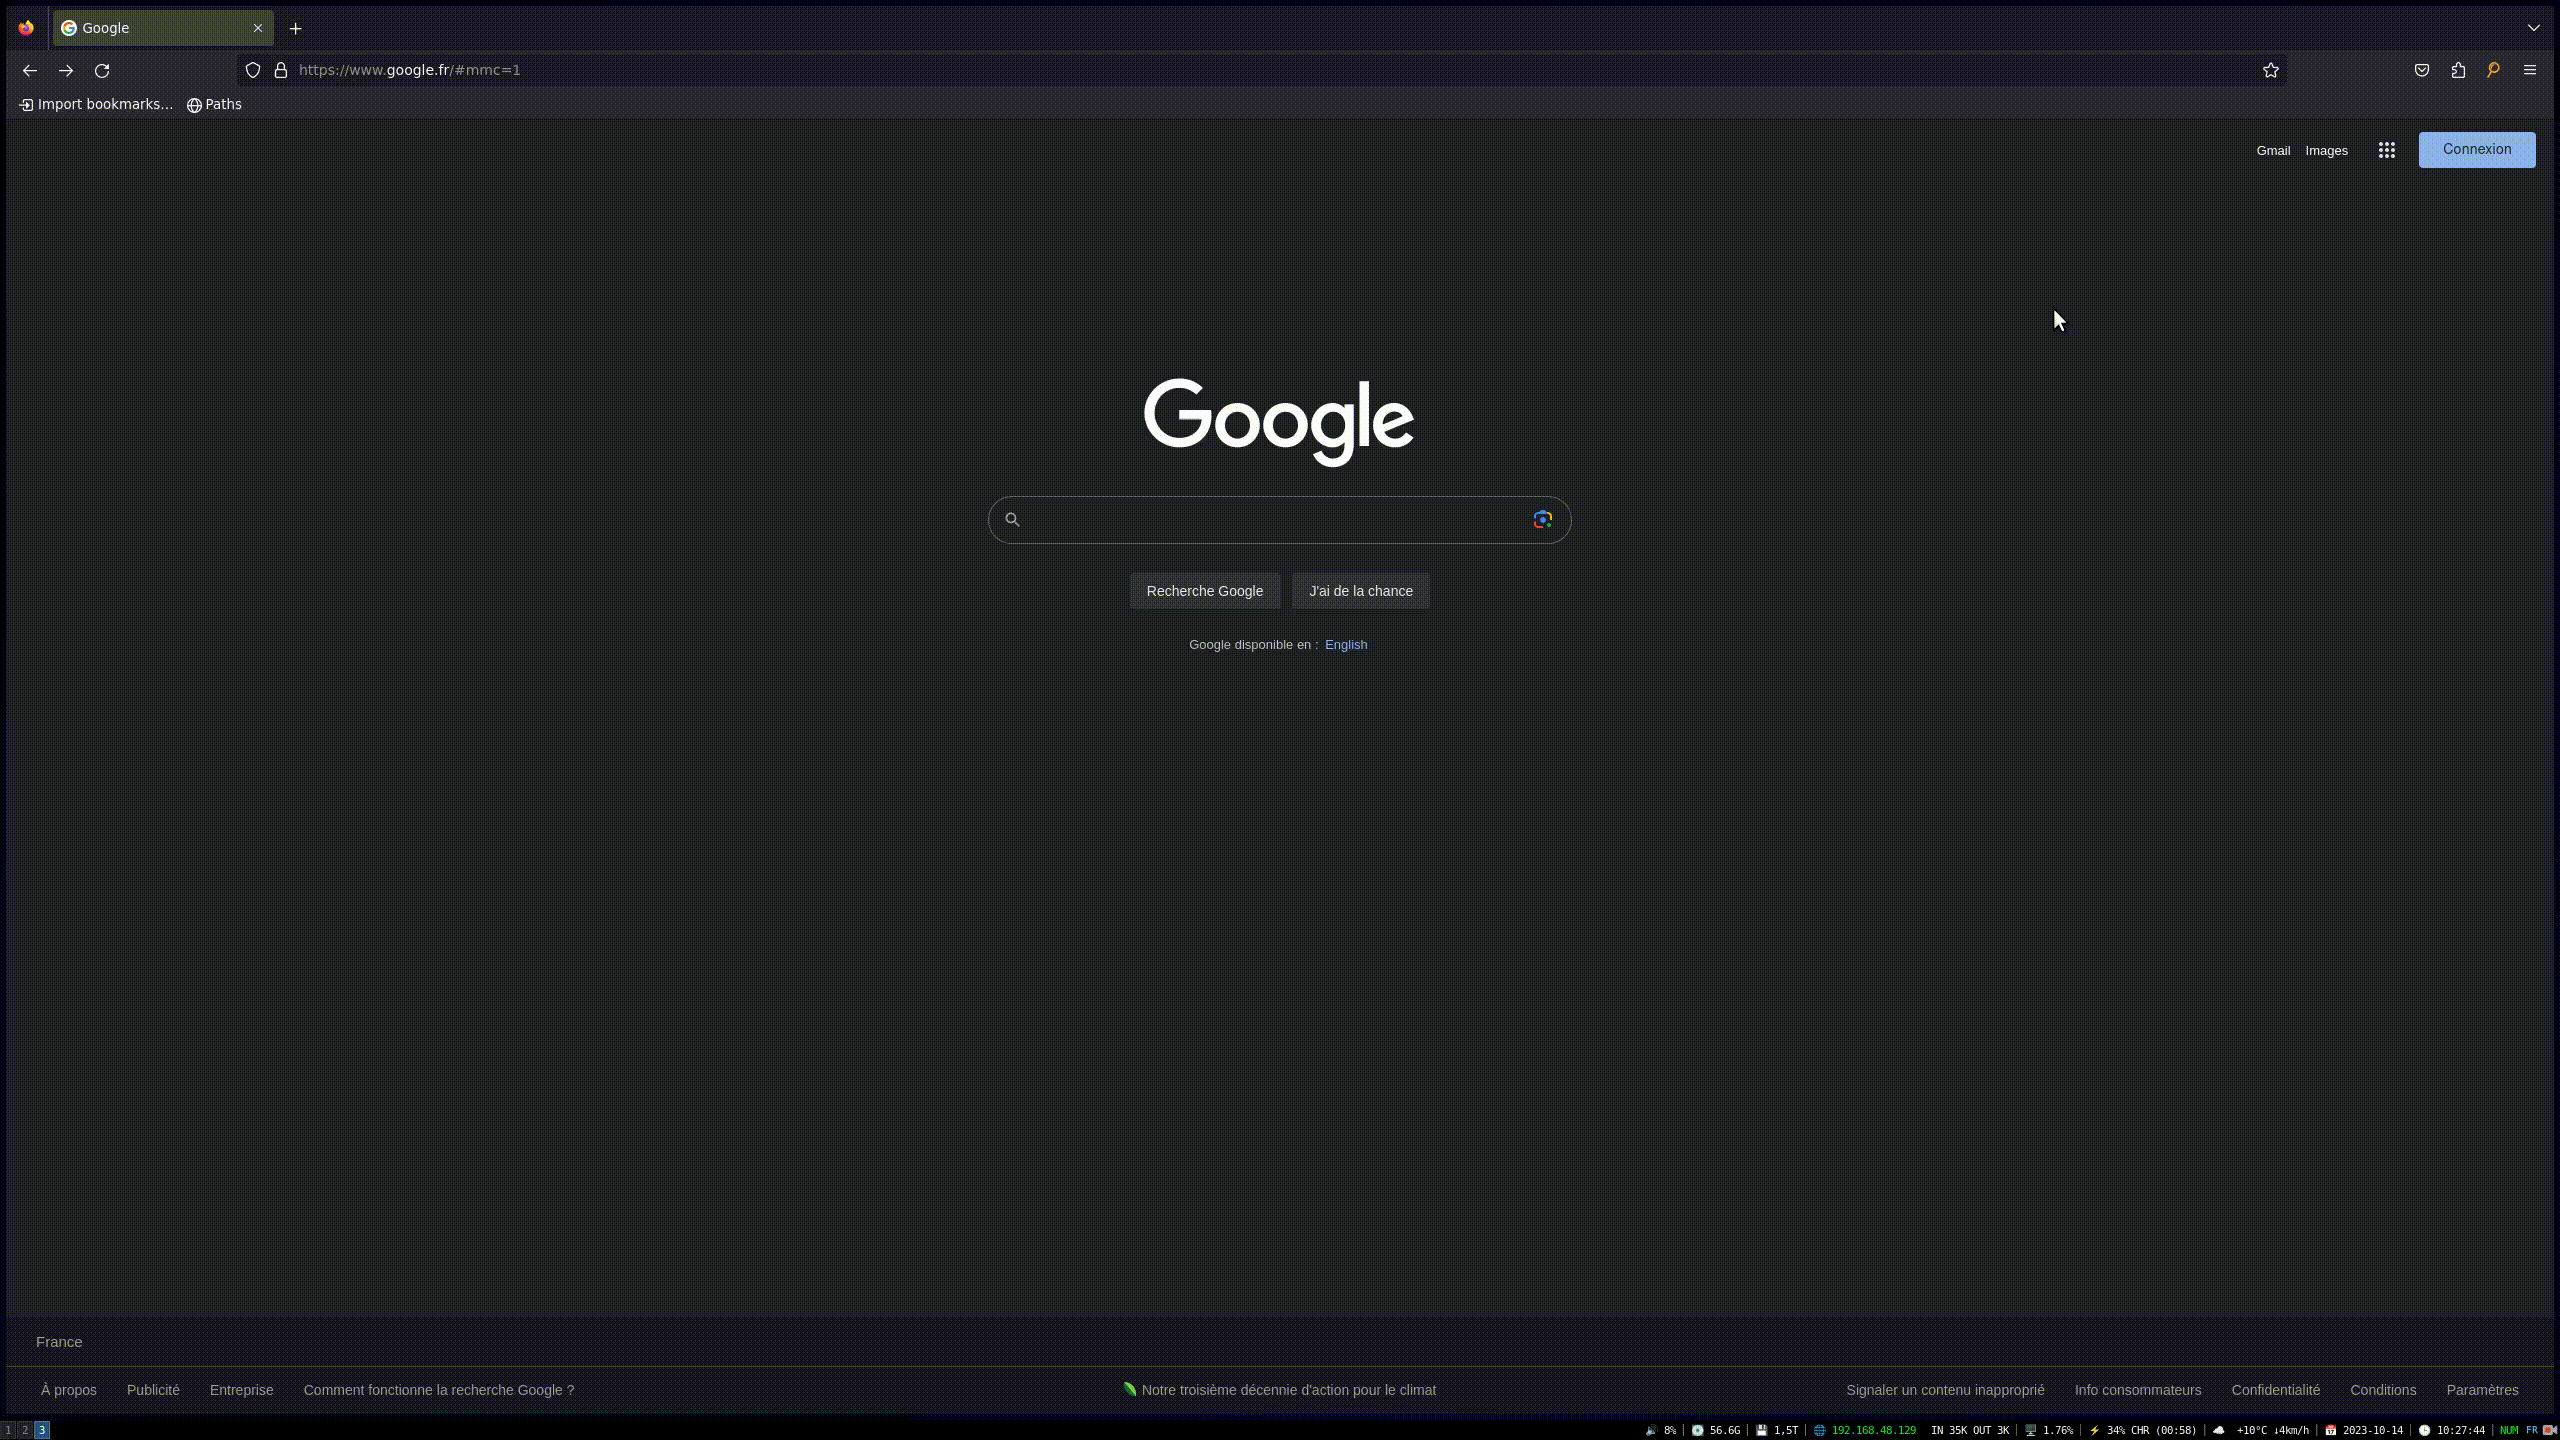 Google
https://www.google.fr/#mmc=1
Import bookmarks... Paths
Gmail Images Connexion
Google
Recherche Google J'ai de la chance
Google disponible en : English
France
À propos Publicité Entreprise Comment fonctionne la recherche Google ? Notre troisième décennie d'action pour le climat Signaler un contenu inapproprié Info consommateurs Confidentialité Conditions Paramètres
1 2 3 8% 56.6G 1,5T 192.168.48.129 IN 35K OUT 3K 1.76% 34% CHR (00:58) +10°C ↓4km/h 2023-10-14 10:27:44 NUM FR